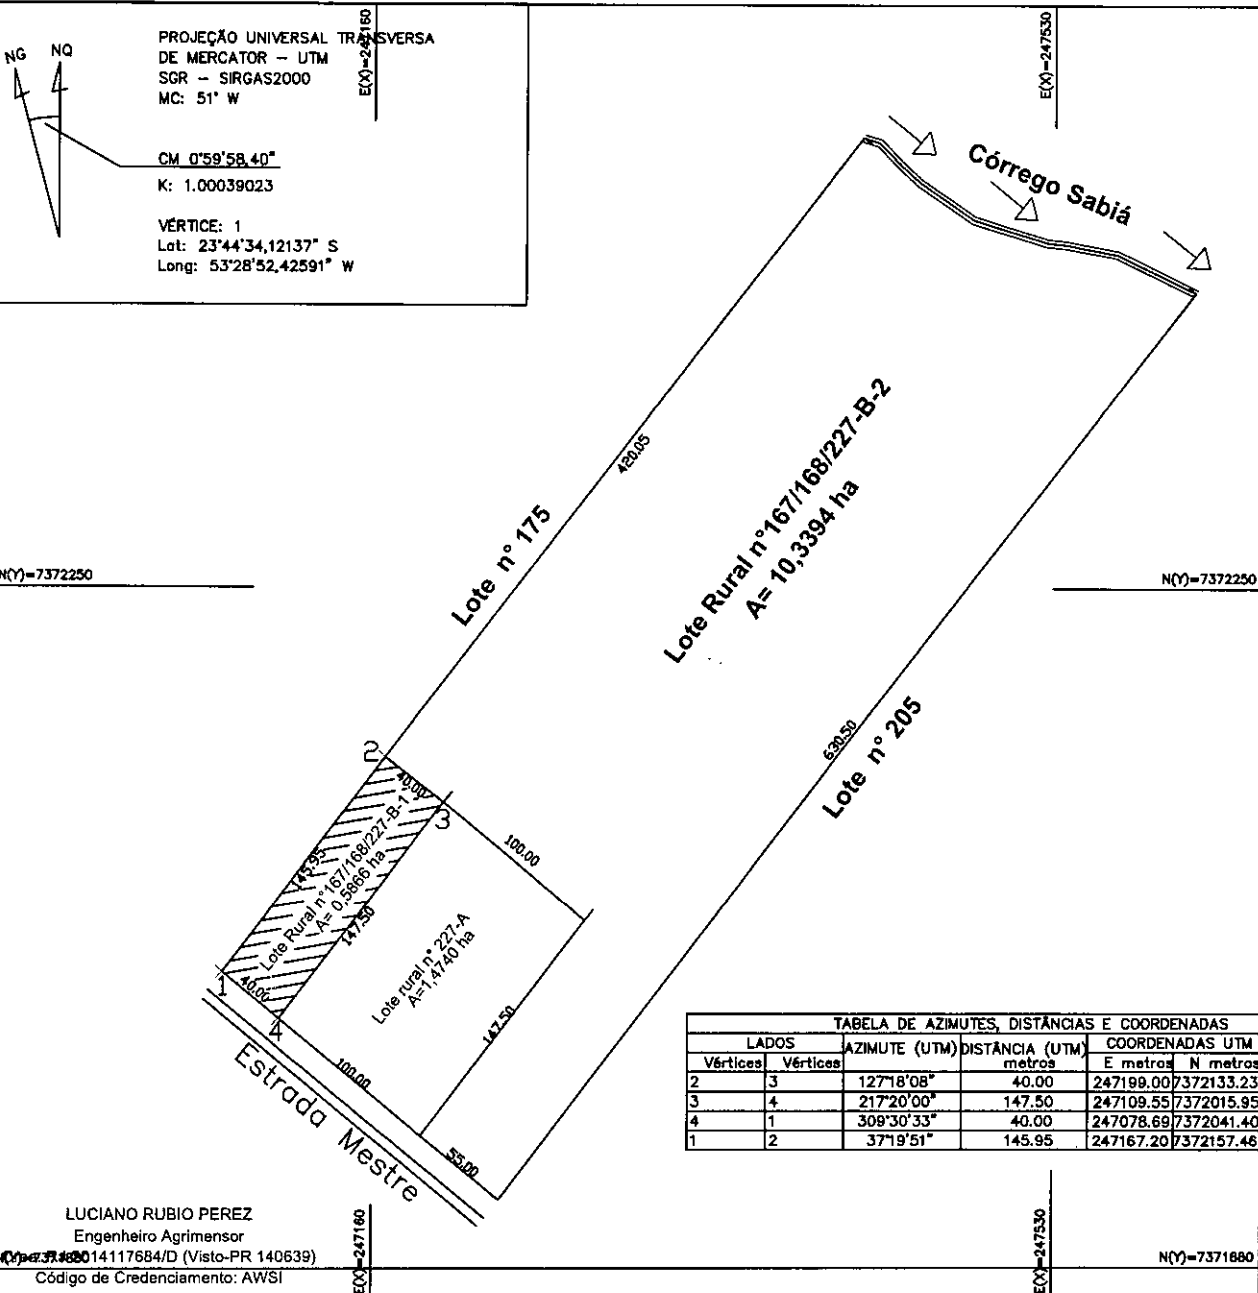 NG NQ
PROJEÇÃO UNIVERSAL TRANSVERSA
DE MERCATOR - UTM
SGR - SIRGAS2000
MC: 51° W
CM 0°59'58,40"
K: 1.00039023
VÉRTICE: 1
Lat: 23°44'34,12137" S
Long: 53°28'52,42591" W
E(X)=247160
E(X)=247530
Córrego Sabiá
420.05
Lote n° 175
Lote Rural n°167/168/227-B-2
A= 10,3394 ha
N(Y)=7372250
N(Y)=7372250
630.50
Lote n° 205
2
40.00
3
100.00
145.95
Lote Rural n°167/168/227-B-1
A= 0,5866 ha
147.50
Lote rural n° 227-A
A=1,4740 ha
147.50
1
40.00
4
100.00
55.00
Estrada Mestre
TABELA DE AZIMUTES, DISTÂNCIAS E COORDENADAS
LADOS AZIMUTE (UTM) DISTÂNCIA (UTM) COORDENADAS UTM
Vértices Vértices metros E metros N metros
2 3 127°18'08" 40.00 247199.00 7372133.23
3 4 217°20'00" 147.50 247109.55 7372015.95
4 1 309°30'33" 40.00 247078.69 7372041.40
1 2 37°19'51" 145.95 247167.20 7372157.46
LUCIANO RUBIO PEREZ
Engenheiro Agrimensor
2014117684/D (Visto-PR 140639)
Código de Credenciamento: AWSI
E(X)=247160
E(X)=247530
N(Y)=7371880